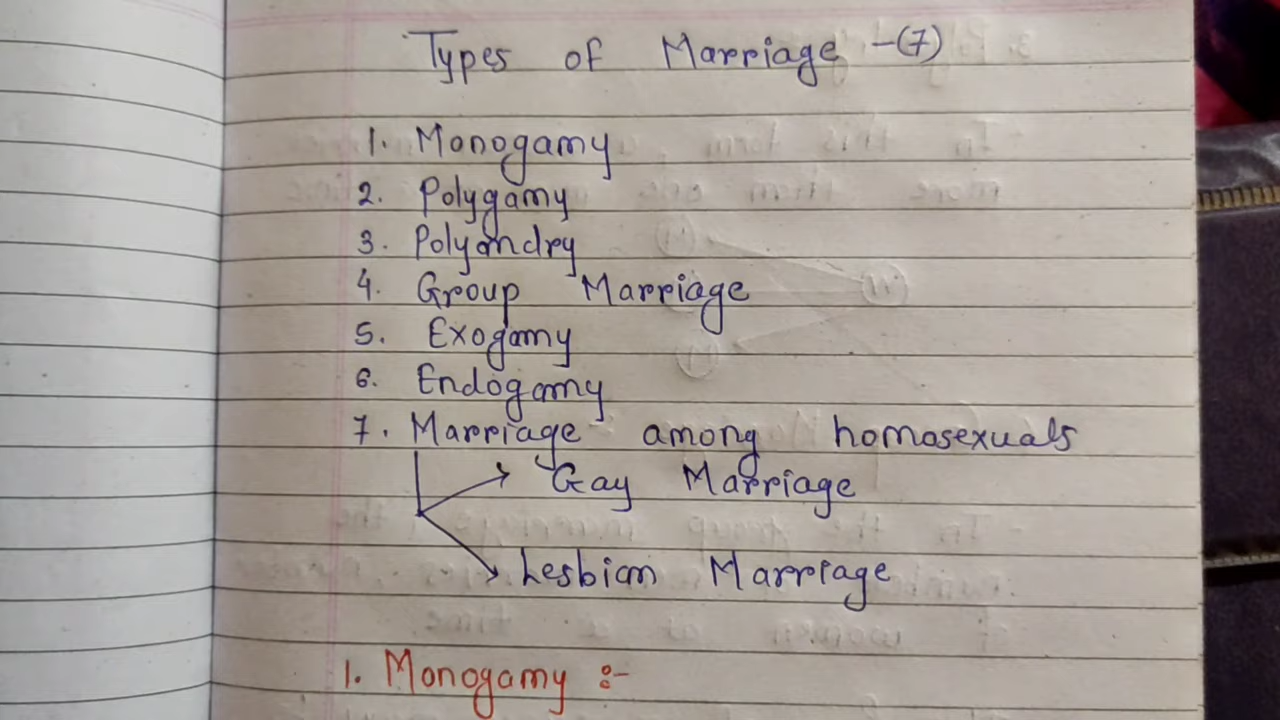 Types of Marriage -(7)
1. Monogamy
2. Polygamy
3. Polyandry
4. Group Marriage
5. Exogamy
6. Endogamy
7. Marriage among homosexuals
Gay Marriage
Lesbian Marriage
1. Monogamy :-